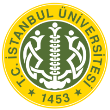 T.C. İSTANBUL ÜNİVERSİTESİ
1453